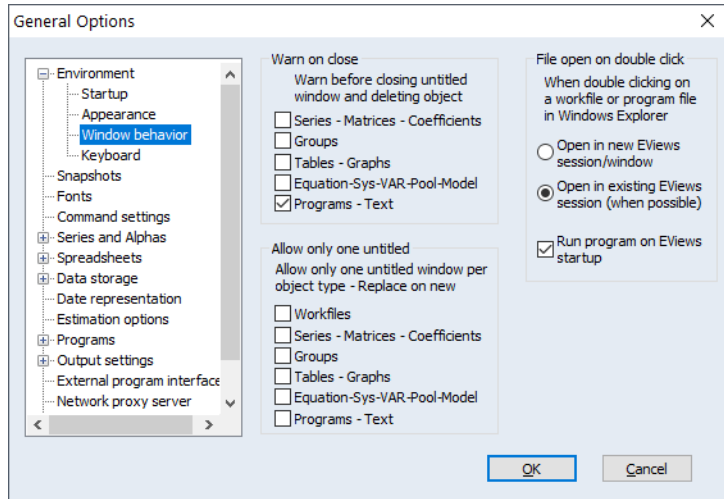 General Options
Environment
Startup
Appearance
Window behavior
Keyboard
Snapshots
Fonts
Command settings
Series and Alphas
Spreadsheets
Data storage
Date representation
Estimation options
Programs
Output settings
External program interface
Network proxy server
Warn on close
Warn before closing untitled
window and deleting object
Series - Matrices - Coefficients
Groups
Tables - Graphs
Equation-Sys-VAR-Pool-Model
Programs - Text
Allow only one untitled
Allow only one untitled window per
object type - Replace on new
Workfiles
Series - Matrices - Coefficients
Groups
Tables - Graphs
Equation-Sys-VAR-Pool-Model
Programs - Text
File open on double click
When double clicking on
a workfile or program file
in Windows Explorer
Open in new EViews
session/window
Open in existing EViews
session (when possible)
Run program on EViews
startup
OK
Cancel